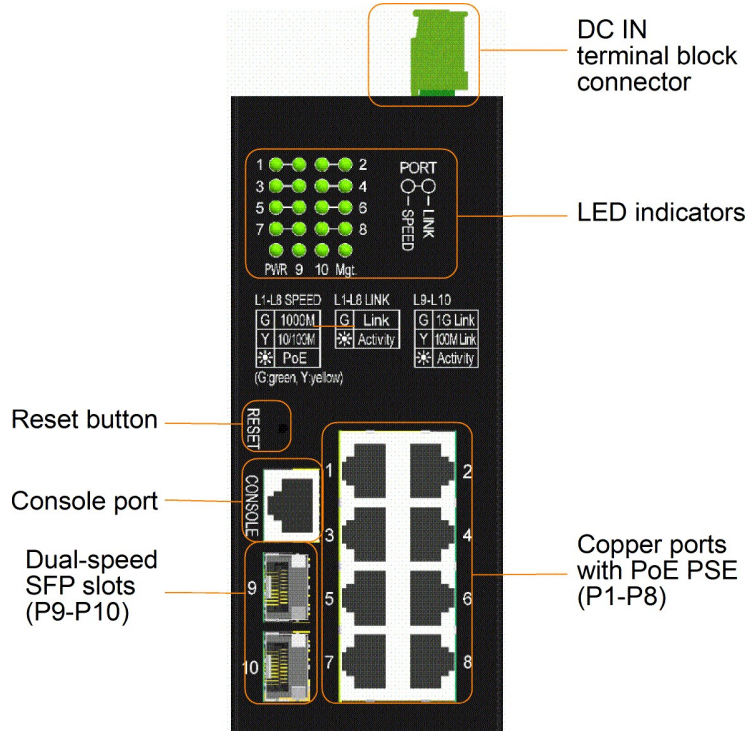 DC IN
terminal block
connector
1 2
3 4
5 6
7 8
PWR 9 10 Mgt.
PORT
SPEED
LINK
LED indicators
L1-L8 SPEED
G 1000M
Y 10/100M
PoE
(G:green, Y:yellow)
L1-L8 LINK
G Link
Activity
L9-L10
G 1G Link
Y 100M Link
Activity
Reset button
RESET
Console port
CONSOLE
Dual-speed
SFP slots
(P9-P10)
9
10
1 2
3 4
5 6
7 8
Copper ports
with PoE PSE
(P1-P8)